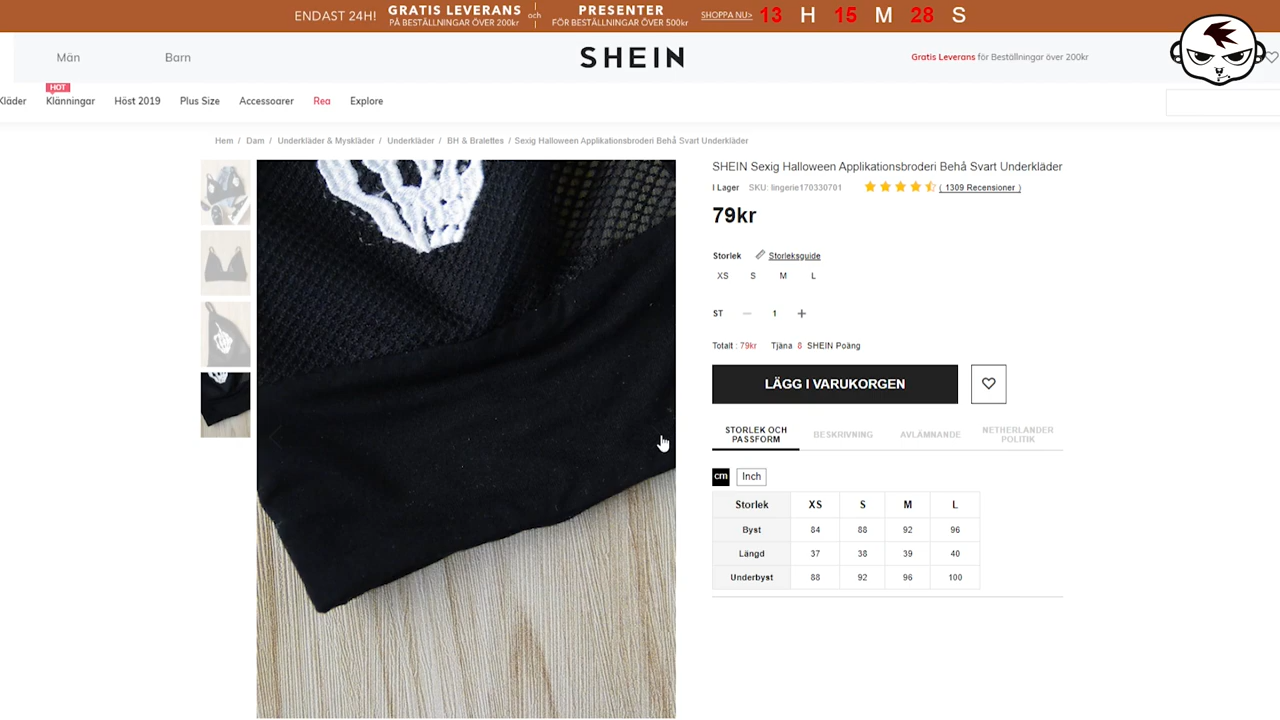 ENDAST 24H! GRATIS LEVERANS och PRESENTER SHOPPA NU> 13 H 15 M 28 S
PÅ BESTÄLLNINGAR ÖVER 200kr FÖR BESTÄLLNINGAR ÖVER 500kr
Män Barn SHEIN Gratis Leverans för Beställningar över 200kr
HOT
Kläder Klänningar Höst 2019 Plus Size Accessoarer Rea Explore
Hem / Dam / Underkläder & Myskläder / Underkläder / BH & Bralettes / Sexig Halloween Applikationsbroderi Behå Svart Underkläder
SHEIN Sexig Halloween Applikationsbroderi Behå Svart Underkläder
I Lager SKU: lingerie170330701 ( 1309 Recensioner )
79kr
Storlek Storleksguide
XS S M L
ST − 1 +
Totalt : 79kr Tjäna 8 SHEIN Poäng
LÄGG I VARUKORGEN
STORLEK OCH PASSFORM BESKRIVNING AVLÄMNANDE NETHERLANDER POLITIK
cm Inch
Storlek XS S M L
Byst 84 88 92 96
Längd 37 38 39 40
Underbyst 88 92 96 100